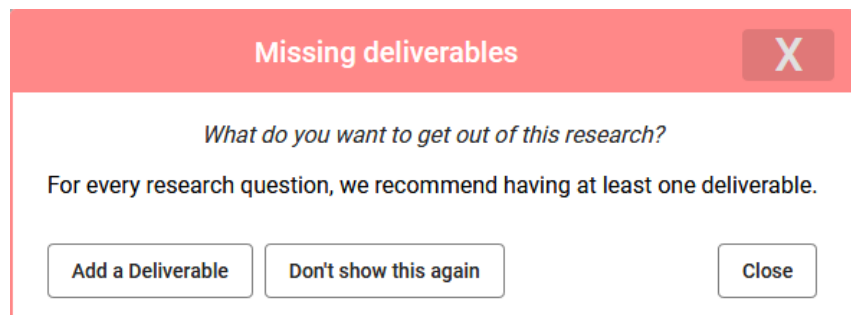 Missing deliverables
X
What do you want to get out of this research?
For every research question, we recommend having at least one deliverable.
Add a Deliverable
Don't show this again
Close